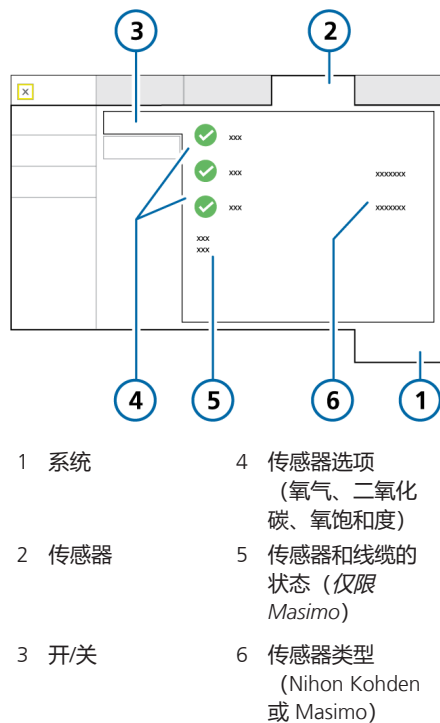 3
2
x
xxx
xxx
xxxxxxx
xxx
xxxxxxx
xxx
xxx
4
5
6
1
1 系统
4 传感器选项
（氧气、二氧化
碳、氧饱和度）
2 传感器
5 传感器和线缆的
状态（仅限
Masimo）
3 开/关
6 传感器类型
（Nihon Kohden
或 Masimo）